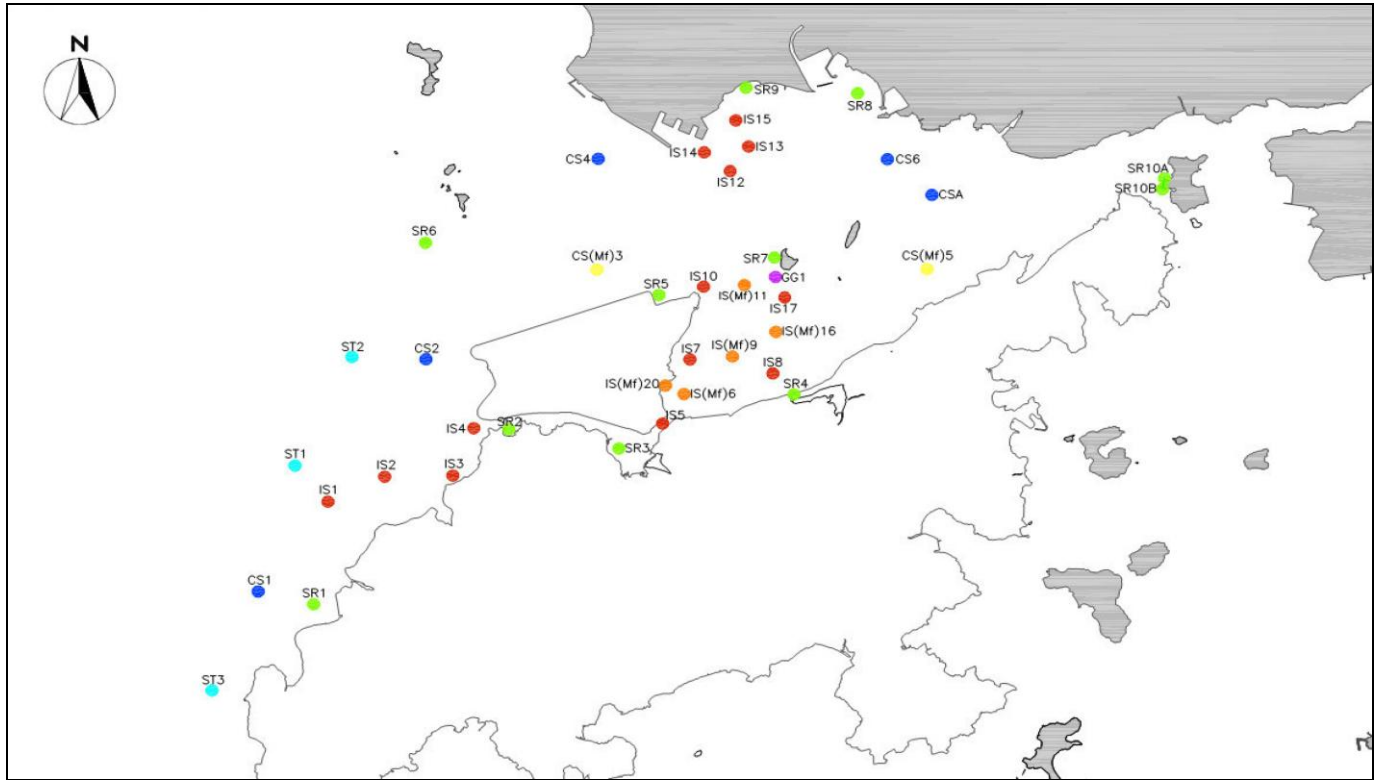 N
SR9
SR8
IS15
IS13
IS14
CS4
CS6
IS12
SR10A
SR10B
CSA
SR6
CS(Mf)3
SR7
CS(Mf)5
GG1
IS10
SR5
IS(Mf)11
IS17
IS(Mf)16
ST2
CS2
IS7
IS(Mf)9
IS8
IS(Mf)20
IS(Mf)6
SR4
IS5
SR2
IS4
SR3
ST1
IS2
IS3
IS1
CS1
SR1
ST3